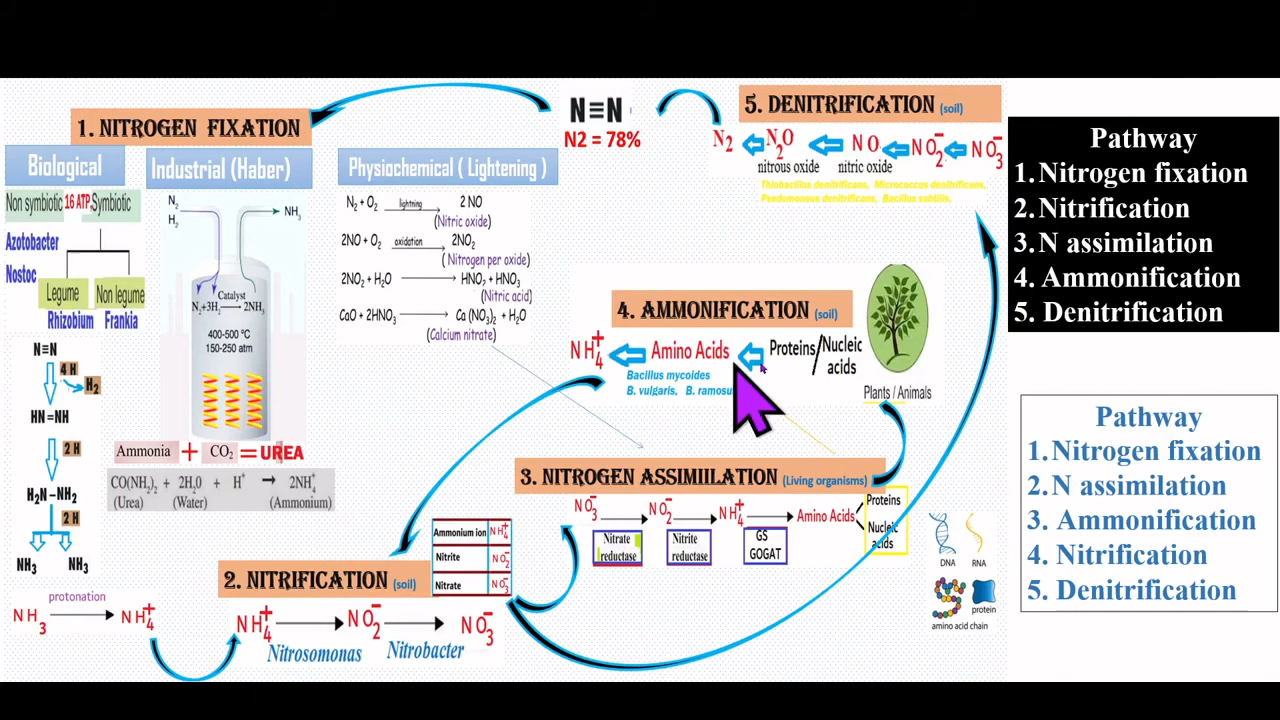 1. NITROGEN FIXATION
Biological
Industrial (Haber)
Physiochemical ( Lightening )
Non symbiotic 16 ATP Symbiotic
Azotobacter
Nostoc
Legume
Non legume
Rhizobium
Frankia
N≡N
4 H
H2
HN=NH
2 H
H2N-NH2
2 H
NH3
NH3
NH3 protonation NH4+
N2
H2
NH3
Catalyst
N2+3H2 → 2NH3
400-500 °C
150-250 atm
Ammonia + CO2 = UREA
CO(NH2)2 + 2H2O + H+ → 2NH4+
(Urea) (Water) (Ammonium)
N2 + O2 lightning 2 NO
(Nitric oxide)
2NO + O2 oxidation 2NO2
( Nitrogen per oxide)
2NO2 + H2O → HNO2 + HNO3
(Nitric acid)
CaO + 2HNO3 → Ca (NO3)2 + H2O
(Calcium nitrate)
N≡N
N2 = 78%
5. DENITRIFICATION (soil)
N2 N2O NO NO2- NO3-
nitrous oxide nitric oxide
Thiobacillus denitrificans, Micrococcus denitrificans,
Psedomonous denitrificans, Bacillus subtilis.
4. AMMONIFICATION (soil)
NH4+ Amino Acids Proteins/Nucleic acids
Bacillus mycoides
B. vulgaris, B. ramosu
Plants / Animals
3. NITROGEN ASSIMIILATION (Living organisms)
NO3- NO2- NH4+ Amino Acids
Proteins
Nucleic
acids
Nitrate
reductase
Nitrite
reductase
GS
GOGAT
DNA
RNA
protein
amino acid chain
2. NITRIFICATION (soil)
Ammonium ion NH4+
Nitrite NO2-
Nitrate NO3-
NH4+ → NO2- → NO3-
Nitrosomonas
Nitrobacter
Pathway
1. Nitrogen fixation
2. Nitrification
3. N assimilation
4. Ammonification
5. Denitrification
Pathway
1. Nitrogen fixation
2. N assimilation
3. Ammonification
4. Nitrification
5. Denitrification